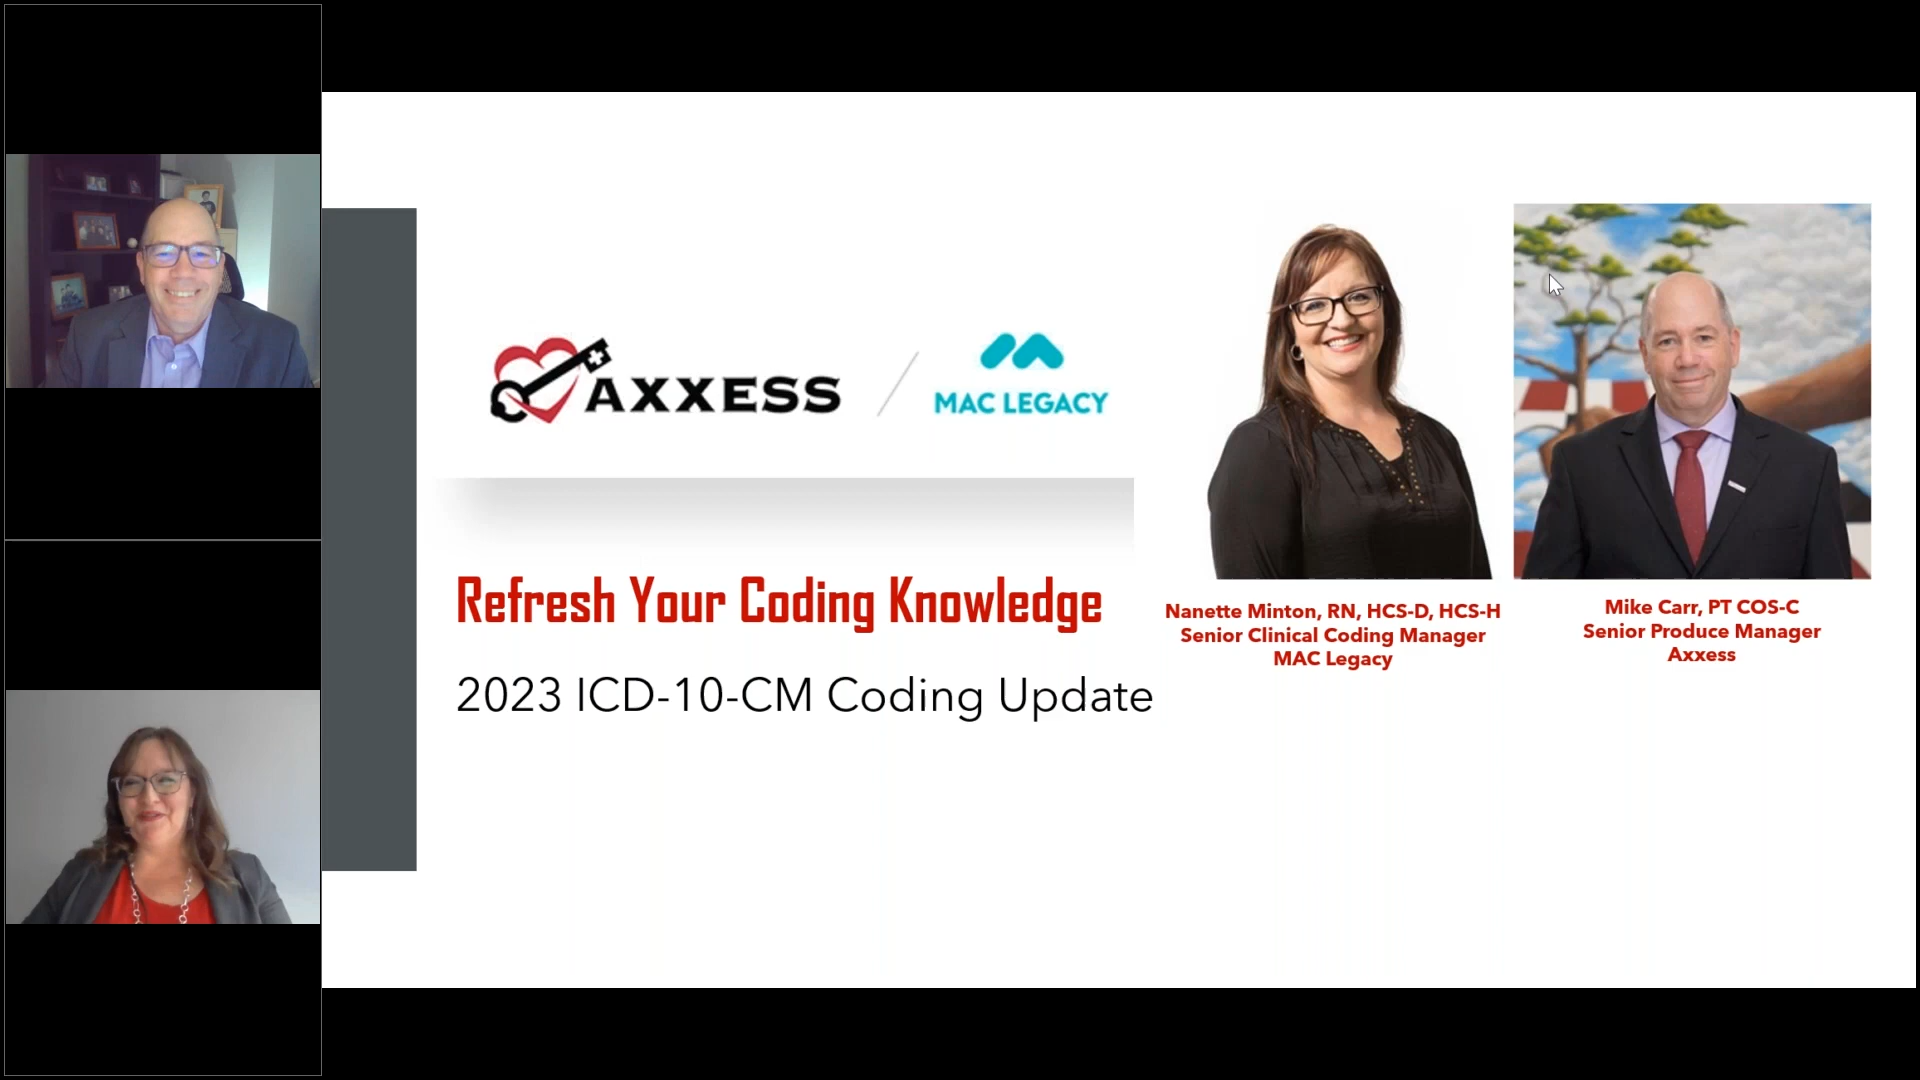 AXXESS
MAC LEGACY
Refresh Your Coding Knowledge
2023 ICD-10-CM Coding Update
Nanette Minton, RN, HCS-D, HCS-H
Senior Clinical Coding Manager
MAC Legacy
Mike Carr, PT COS-C
Senior Produce Manager
Axxess